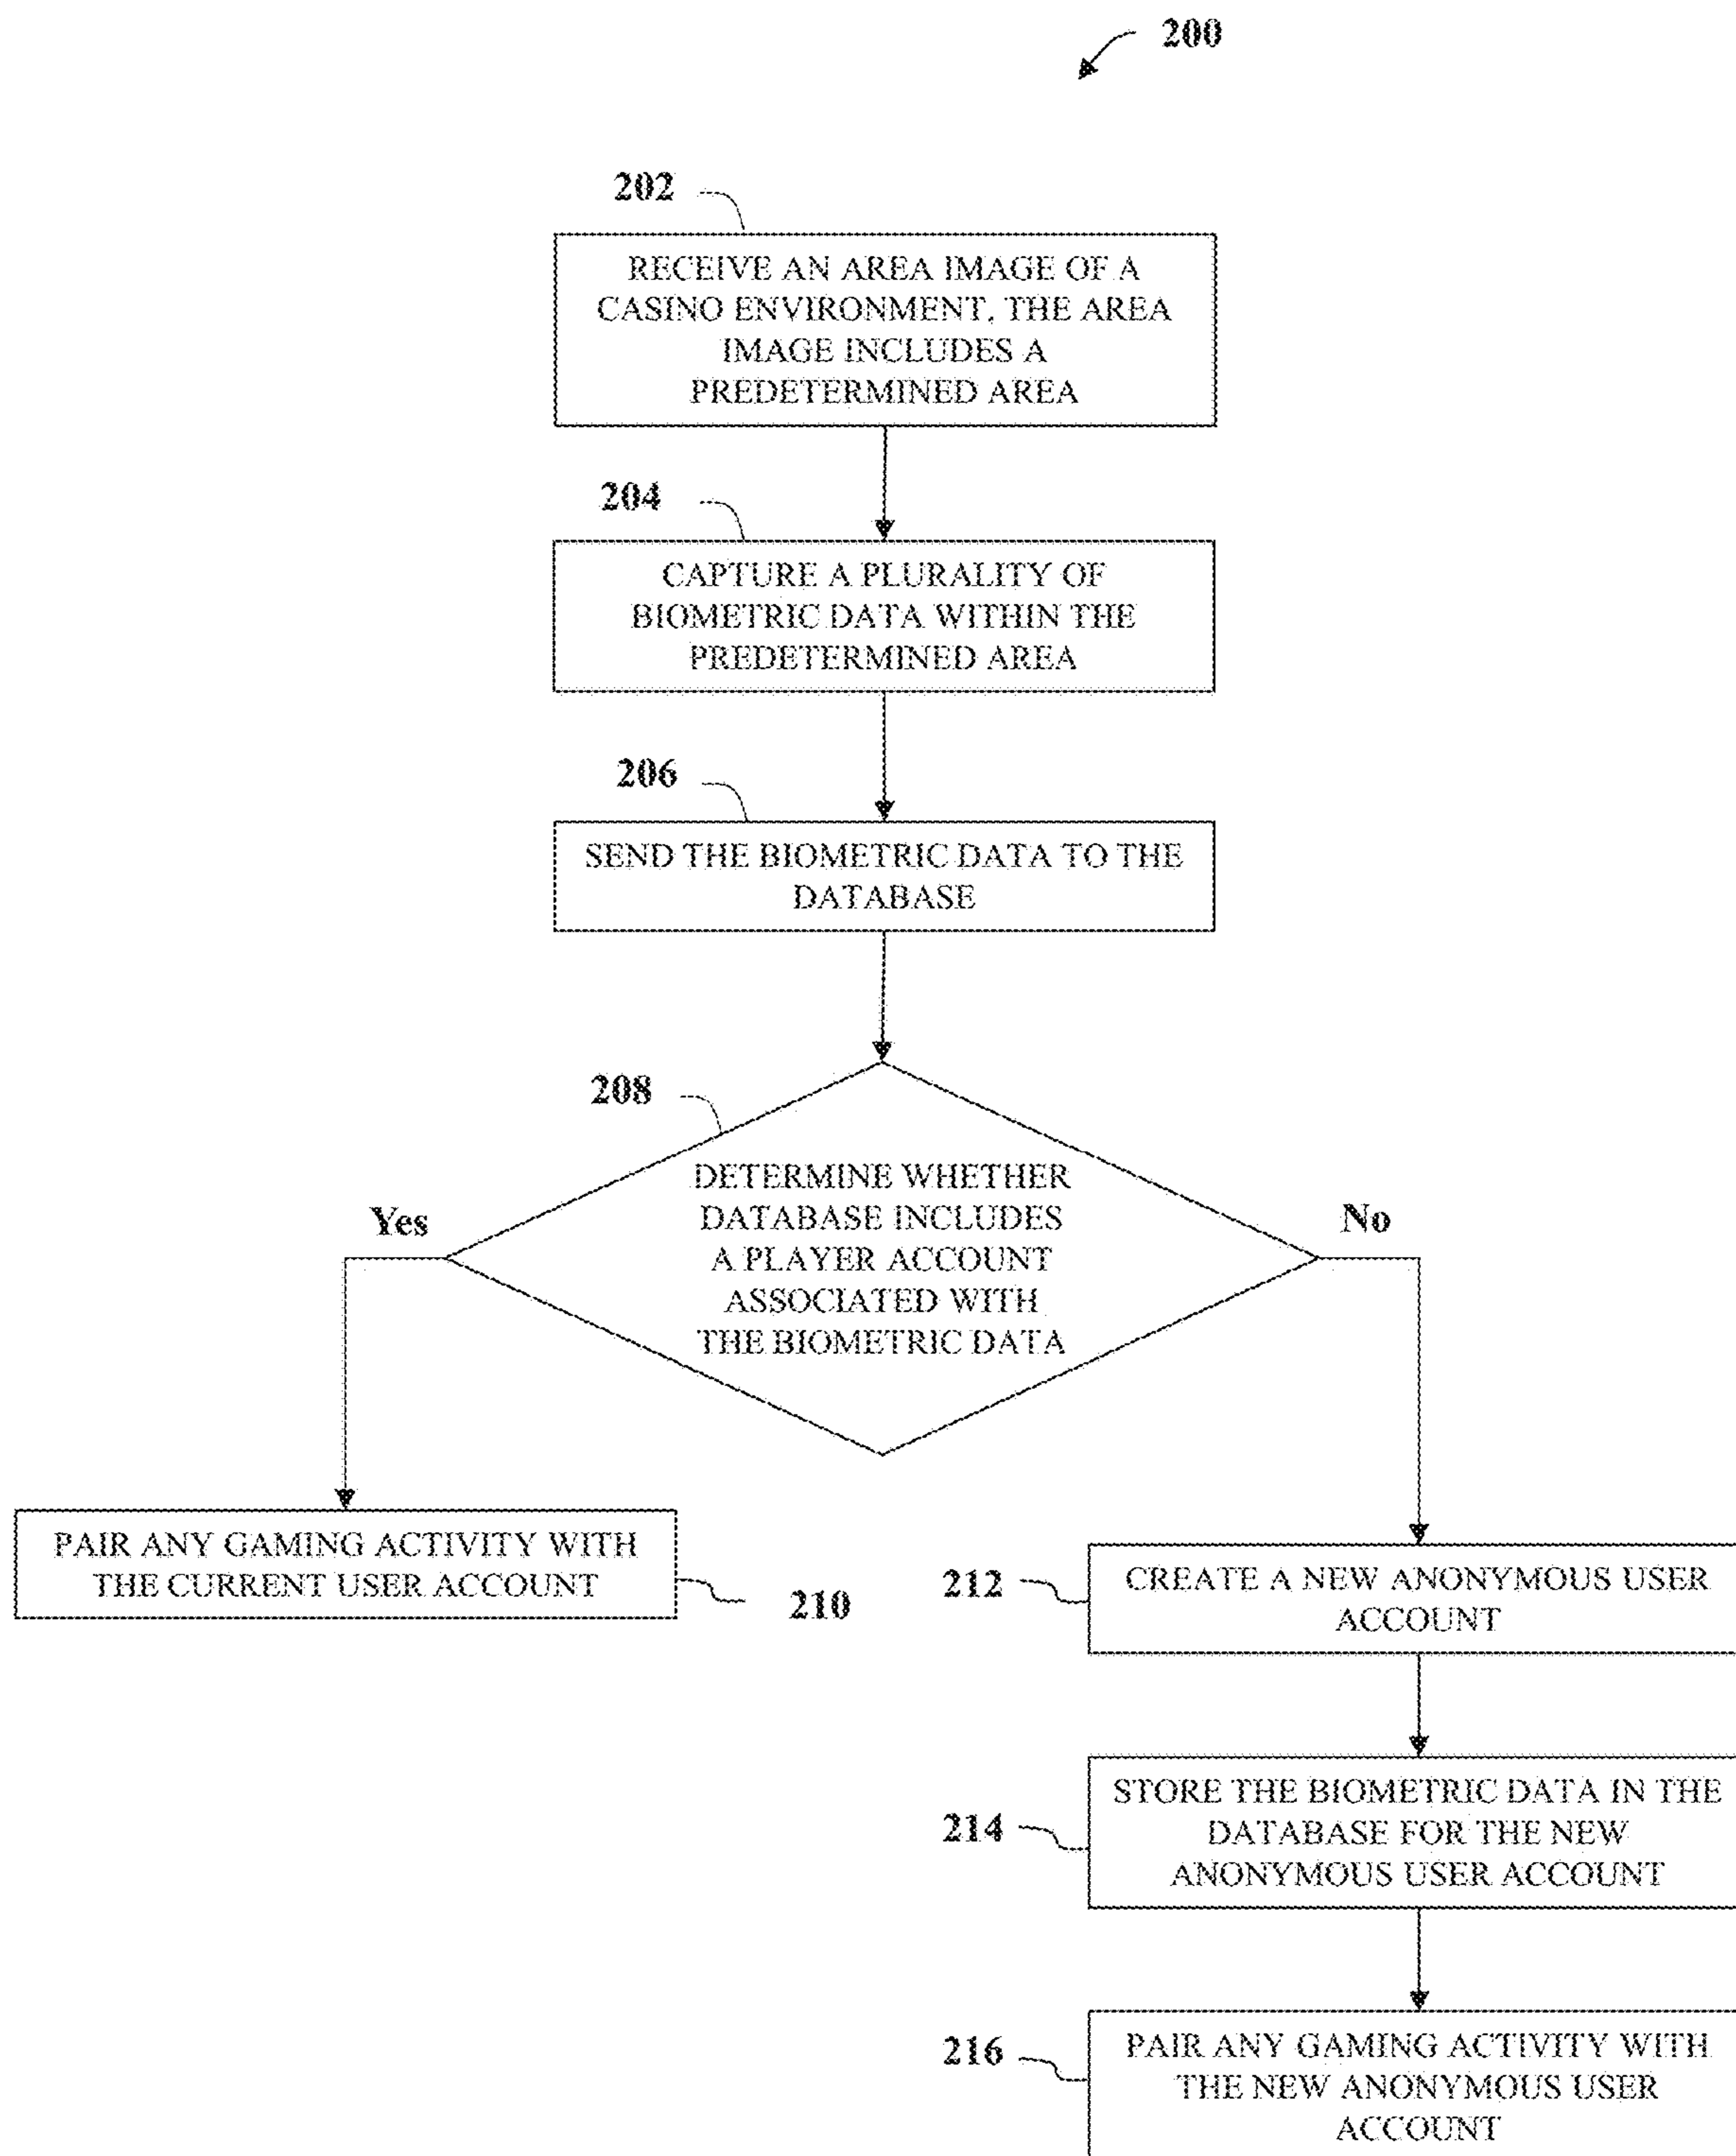 200
202
RECEIVE AN AREA IMAGE OF A
CASINO ENVIRONMENT, THE AREA
IMAGE INCLUDES A
PREDETERMINED AREA
204
CAPTURE A PLURALITY OF
BIOMETRIC DATA WITHIN THE
PREDETERMINED AREA
206
SEND THE BIOMETRIC DATA TO THE
DATABASE
208
DETERMINE WHETHER
DATABASE INCLUDES
A PLAYER ACCOUNT
ASSOCIATED WITH
THE BIOMETRIC DATA
Yes
No
PAIR ANY GAMING ACTIVITY WITH
THE CURRENT USER ACCOUNT
210
212
CREATE A NEW ANONYMOUS USER
ACCOUNT
214
STORE THE BIOMETRIC DATA IN THE
DATABASE FOR THE NEW
ANONYMOUS USER ACCOUNT
216
PAIR ANY GAMING ACTIVITY WITH
THE NEW ANONYMOUS USER
ACCOUNT